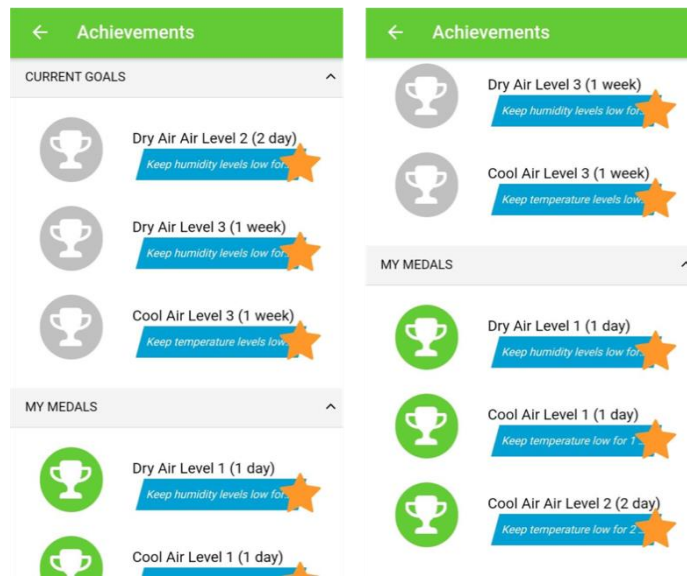 Achievements
CURRENT GOALS
Dry Air Air Level 2 (2 day)
Keep humidity levels low for...
Dry Air Level 3 (1 week)
Keep humidity levels low for...
Cool Air Level 3 (1 week)
Keep temperature levels low...
MY MEDALS
Dry Air Level 1 (1 day)
Keep humidity levels low for...
Cool Air Level 1 (1 day)
Achievements
Dry Air Level 3 (1 week)
Keep humidity levels low for...
Cool Air Level 3 (1 week)
Keep temperature levels low...
MY MEDALS
Dry Air Level 1 (1 day)
Keep humidity levels low for...
Cool Air Level 1 (1 day)
Keep temperature low for 1 ...
Cool Air Air Level 2 (2 day)
Keep temperature low for 2 ...